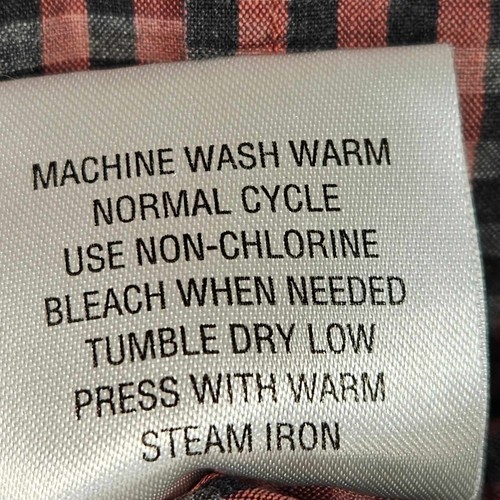 MACHINE WASH WARM
NORMAL CYCLE
USE NON-CHLORINE
BLEACH WHEN NEEDED
TUMBLE DRY LOW
PRESS WITH WARM
STEAM IRON